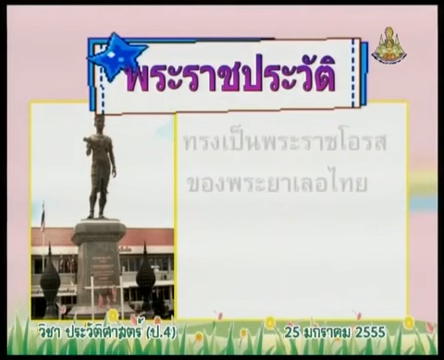 พระราชประวัติ
ทรงเป็นพระราชโอรส
ของพระยาเลอไทย
วิชา ประวัติศาสตร์ (ป.4)
25 มกราคม 2555